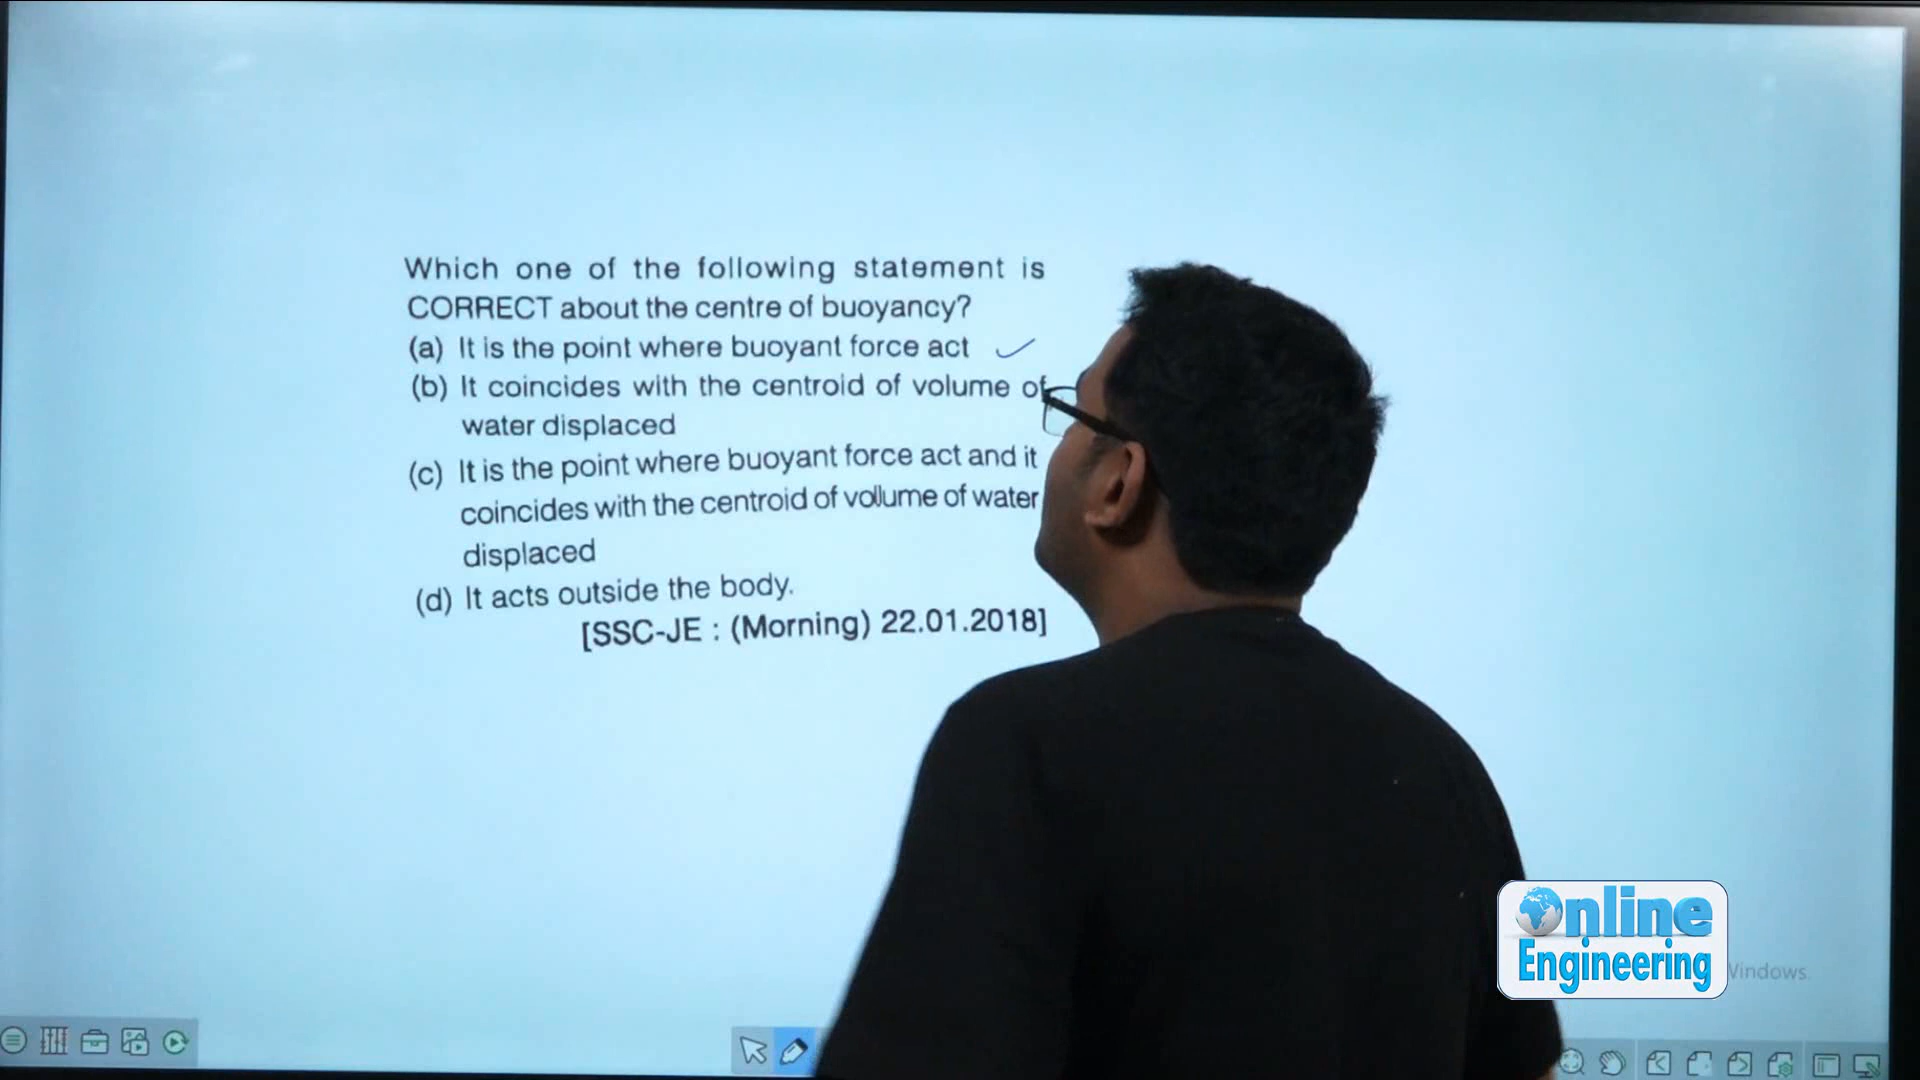 Which one of the following statement is
CORRECT about the centre of buoyancy?
(a) It is the point where buoyant force act
(b) It coincides with the centroid of volume of
water displaced
(c) It is the point where buoyant force act and it
coincides with the centroid of vollume of water
displaced
(d) It acts outside the body.
[SSC-JE : (Morning) 22.01.2018]
Online
Engineering
Windows.